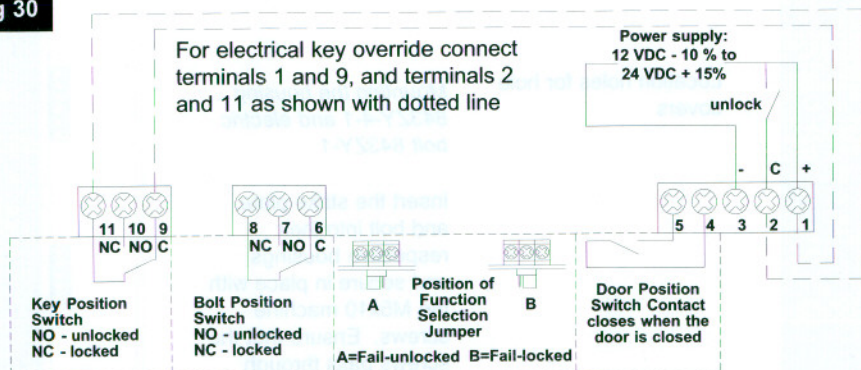 g 30
For electrical key override connect
terminals 1 and 9, and terminals 2
and 11 as shown with dotted line
Power supply:
12 VDC - 10 % to
24 VDC + 15%
unlock
- C +
11 10 9
NC NO C
8 7 6
NC NO C
5 4 3 2 1
Key Position
Switch
NO - unlocked
NC - locked
Bolt Position
Switch
NO - unlocked
NC - locked
A
Position of
Function
Selection
Jumper
B
A=Fail-unlocked B=Fail-locked
Door Position
Switch Contact
closes when the
door is closed